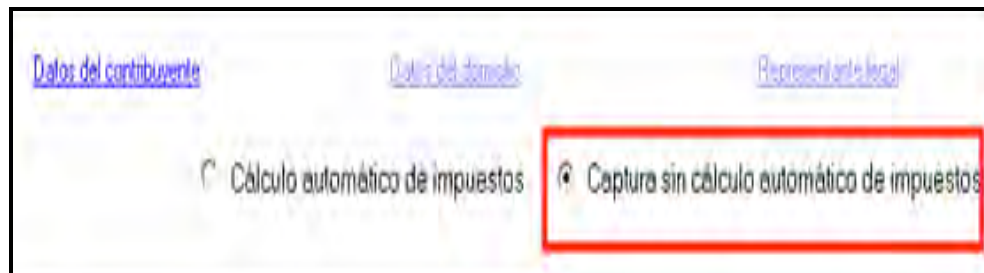 Datos del contribuyente Datos del domicilio Representante legal
Cálculo automático de impuestos Captura sin cálculo automático de impuestos